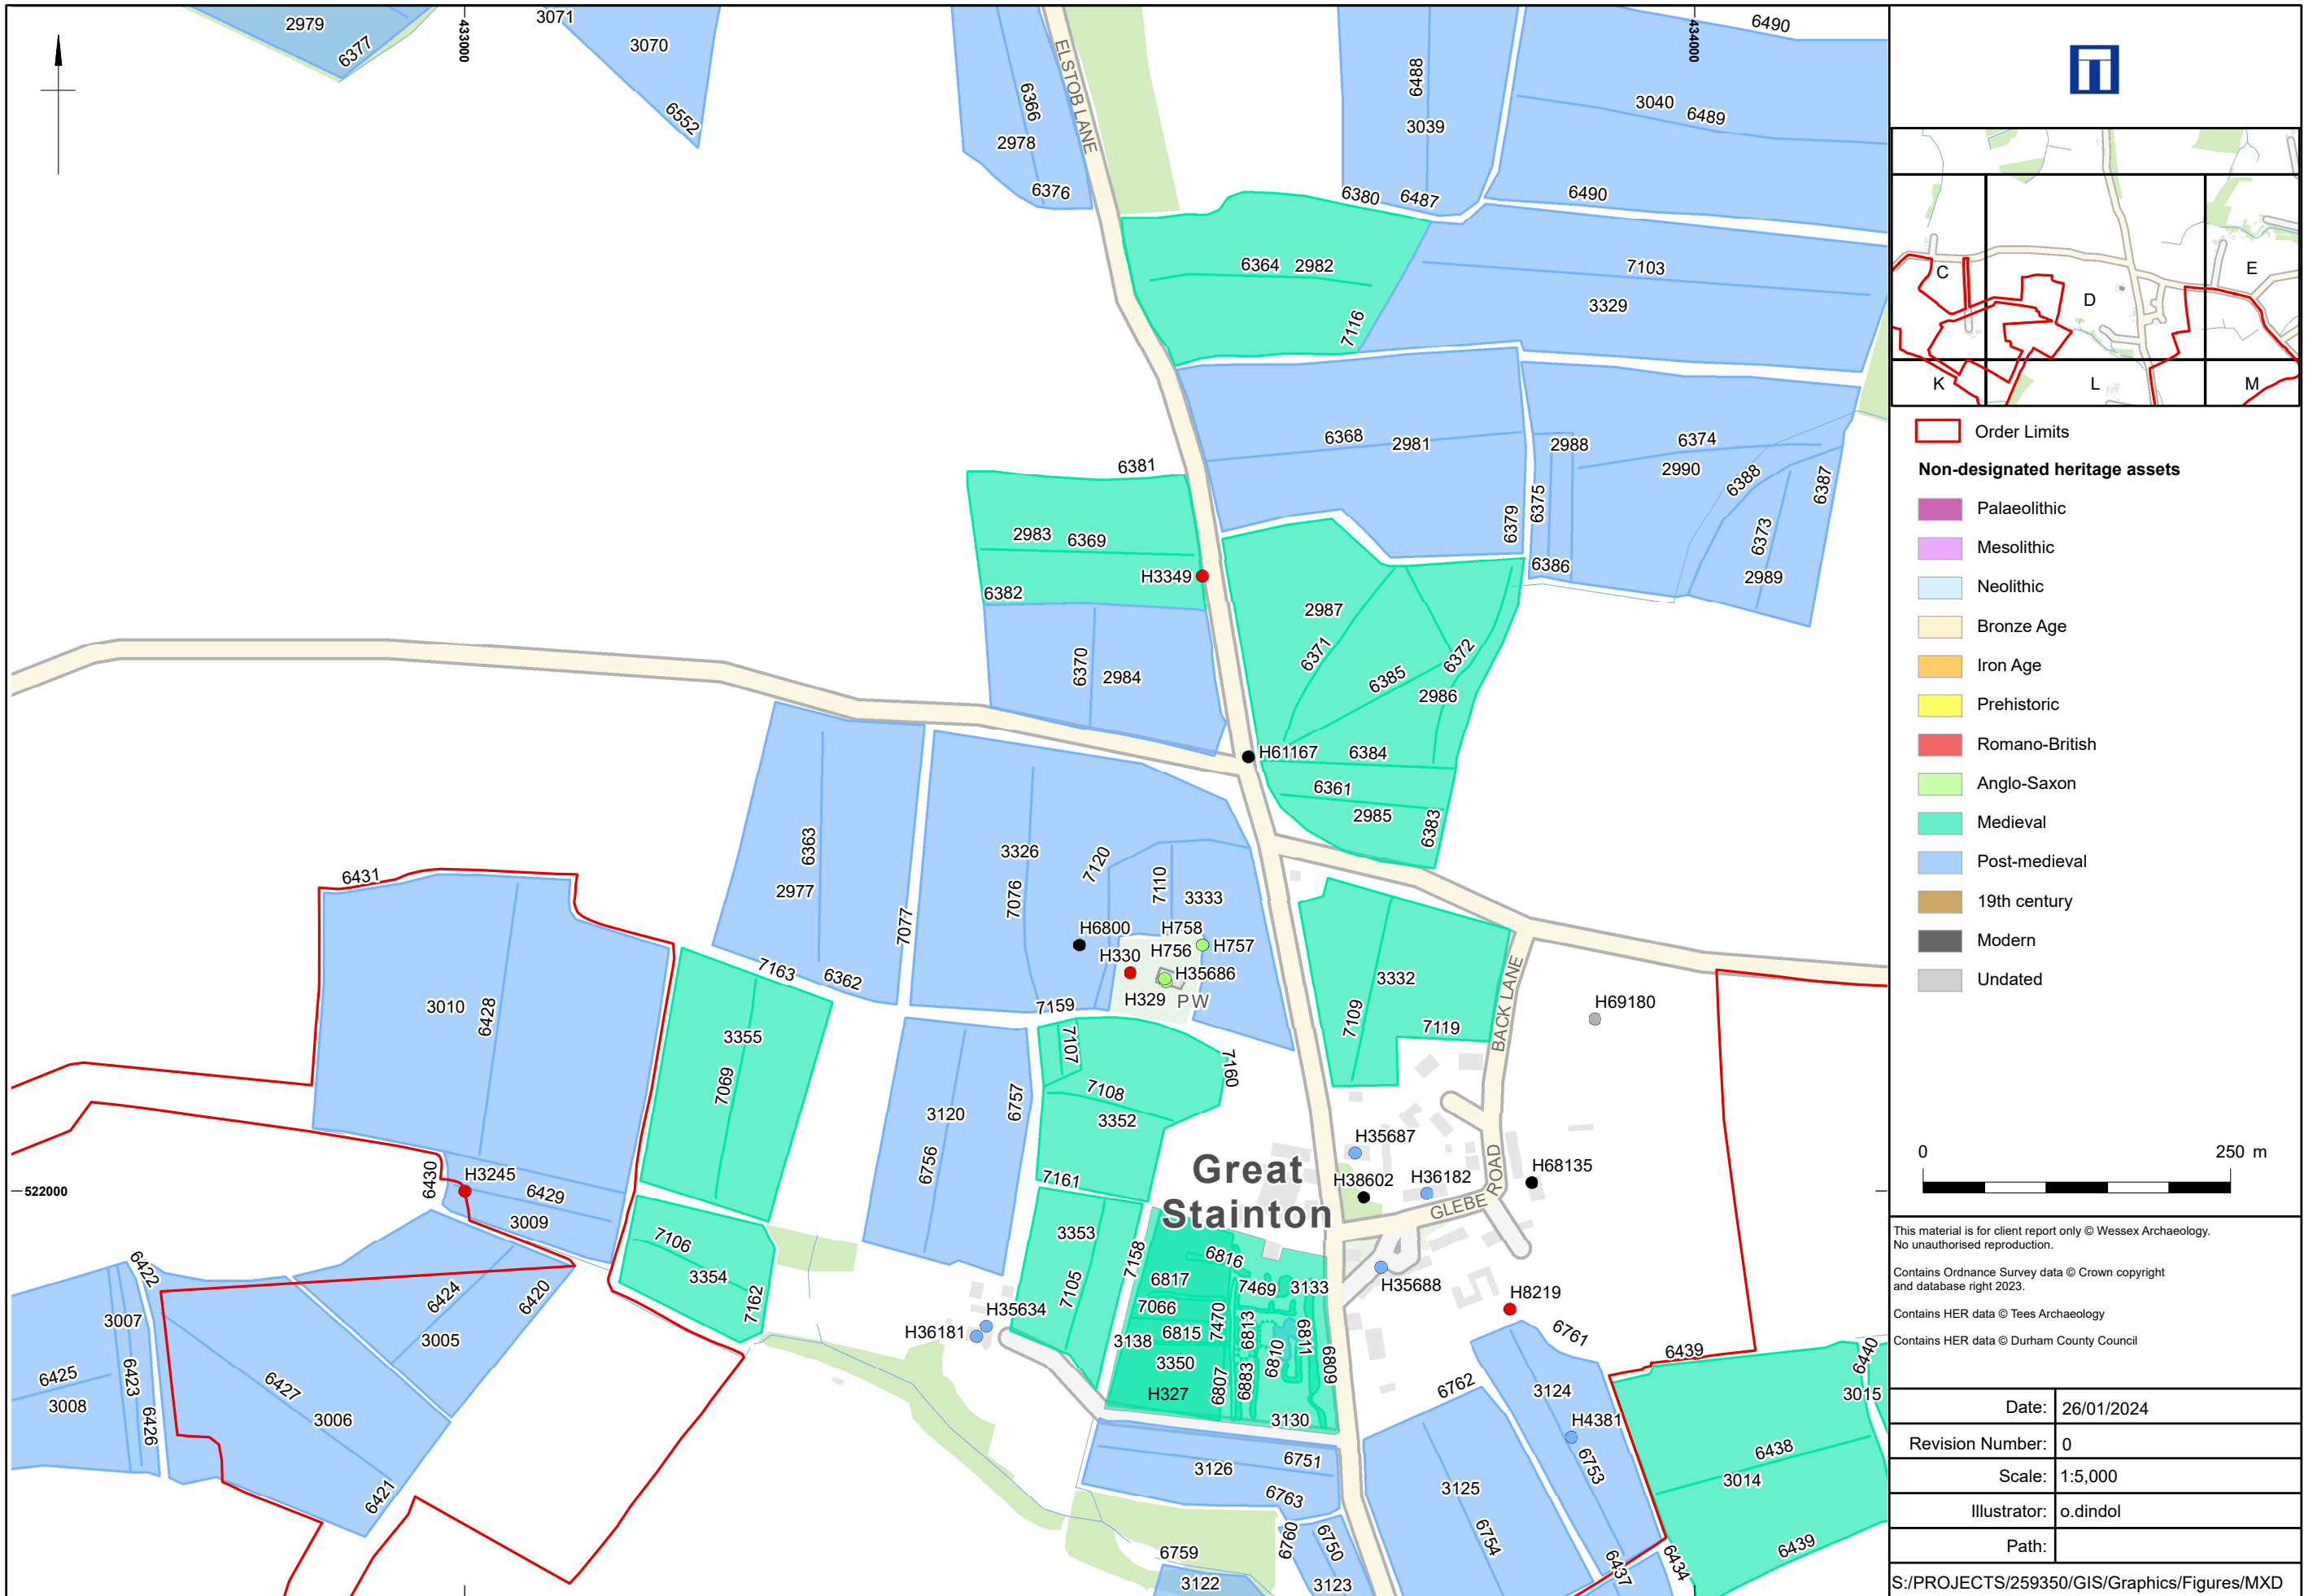 2979
6377
433000
3071
3070
6552
6366
2978
6376
ELSTOB LANE
6488
3039
434000
6490
3040
6489
6380
6487
6490
6364
2982
7116
7103
3329
6368
2981
6379
6375
2988
6374
2990
6388
6387
6373
2989
6386
6381
2983
6369
H3349
6382
6370
2984
2987
6371
6385
6372
2986
H61167
6384
6361
2985
6383
6363
2977
3326
7120
7076
7110
3333
7077
H6800
H758
H757
H330
H756
H35686
H329
PW
7163
6362
7159
6431
3010
6428
3355
7069
7107
7160
7108
3352
3120
6757
6756
3332
7109
7119
BACK LANE
H69180
522000
6430
H3245
6429
3009
7161
Great
Stainton
H35687
H38602
H36182
H68135
GLEBE ROAD
3353
7158
7105
7106
3354
7162
6816
6817
7469
3133
7066
7470
6813
6811
3138
6815
6810
6809
3350
6807
6883
H327
3130
H35688
H8219
H35634
H36181
6422
3007
6424
6420
3005
6425
6423
3008
6426
6427
3006
6421
6761
6439
6440
3015
6762
3124
H4381
6753
6438
3014
3126
6751
6763
3125
6754
6760
6750
6759
3122
3123
6437
6434
6439
C
D
E
K
L
M
Order Limits
Non-designated heritage assets
Palaeolithic
Mesolithic
Neolithic
Bronze Age
Iron Age
Prehistoric
Romano-British
Anglo-Saxon
Medieval
Post-medieval
19th century
Modern
Undated
0 250 m
This material is for client report only © Wessex Archaeology.
No unauthorised reproduction.
Contains Ordnance Survey data © Crown copyright
and database right 2023.
Contains HER data © Tees Archaeology
Contains HER data © Durham County Council
Date: 26/01/2024
Revision Number: 0
Scale: 1:5,000
Illustrator: o.dindol
Path:
S:/PROJECTS/259350/GIS/Graphics/Figures/MXD